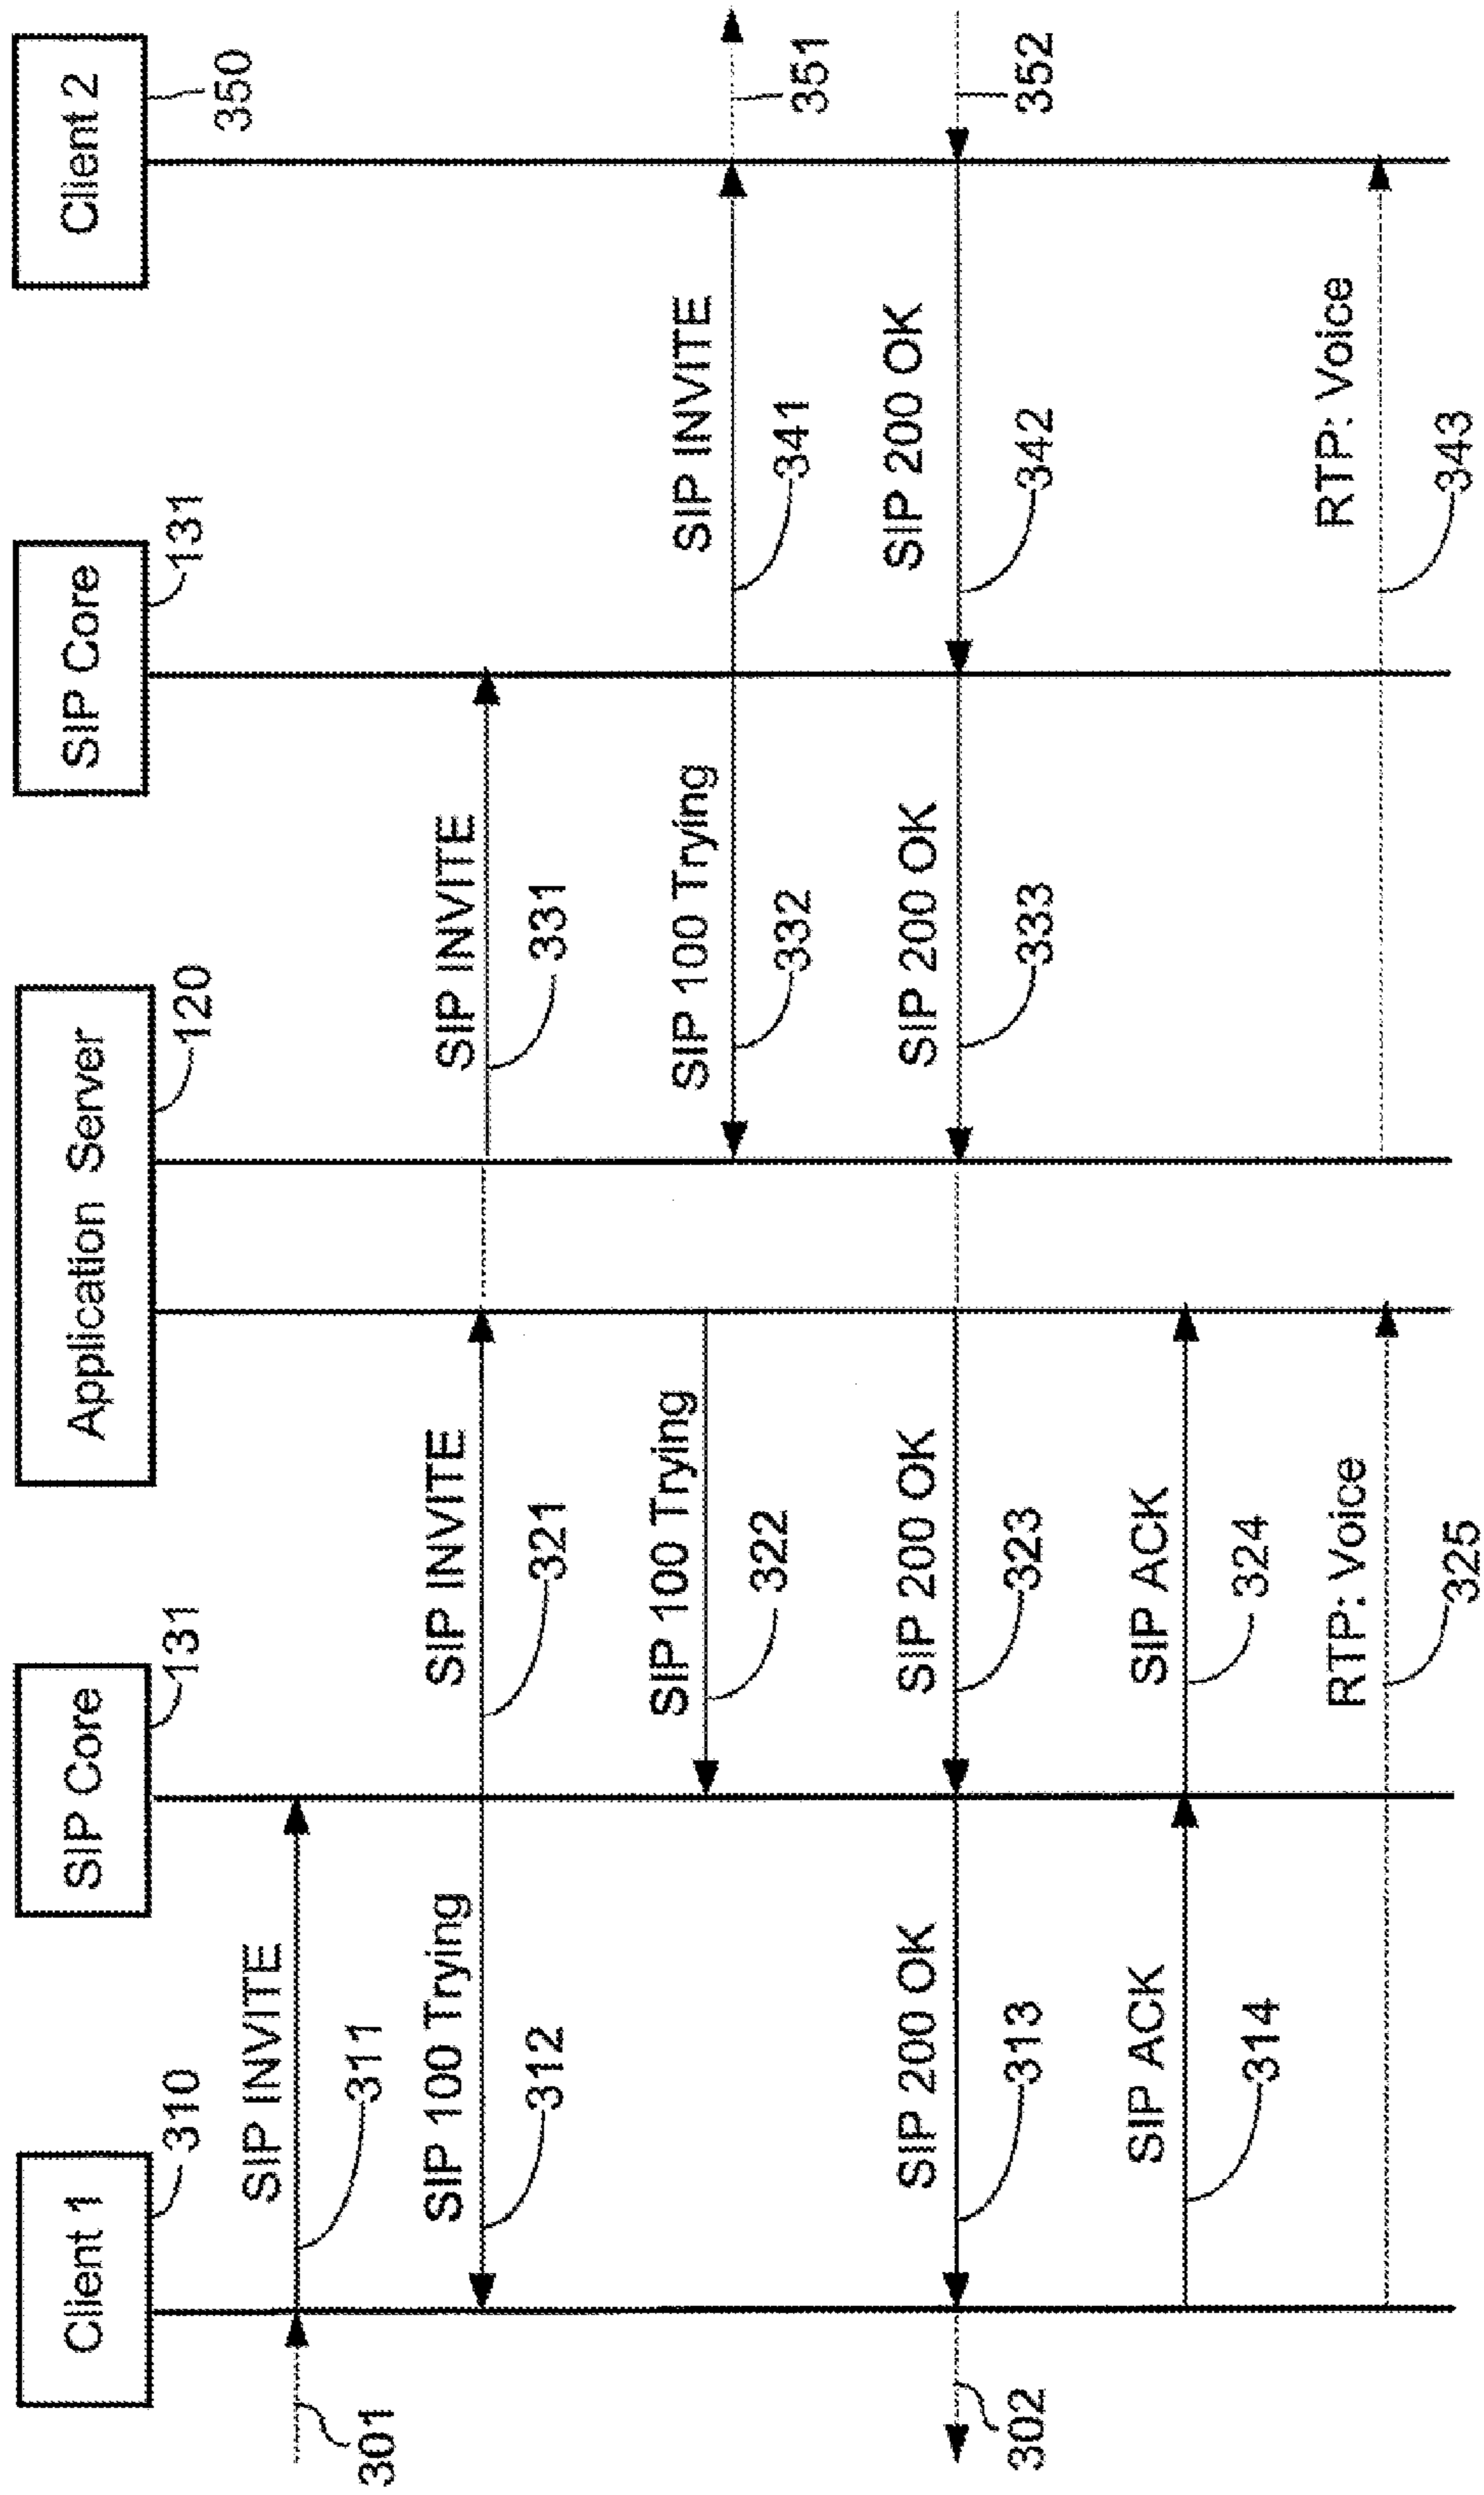 Client 1
310
SIP Core
131
Application Server
120
SIP Core
131
Client 2
350
301
SIP INVITE
311
SIP 100 Trying
312
SIP INVITE
321
SIP INVITE
331
SIP 100 Trying
322
SIP 100 Trying
332
SIP INVITE
341
351
302
SIP 200 OK
313
SIP 200 OK
323
SIP 200 OK
333
SIP 200 OK
342
352
SIP ACK
314
SIP ACK
324
RTP: Voice
325
RTP: Voice
343